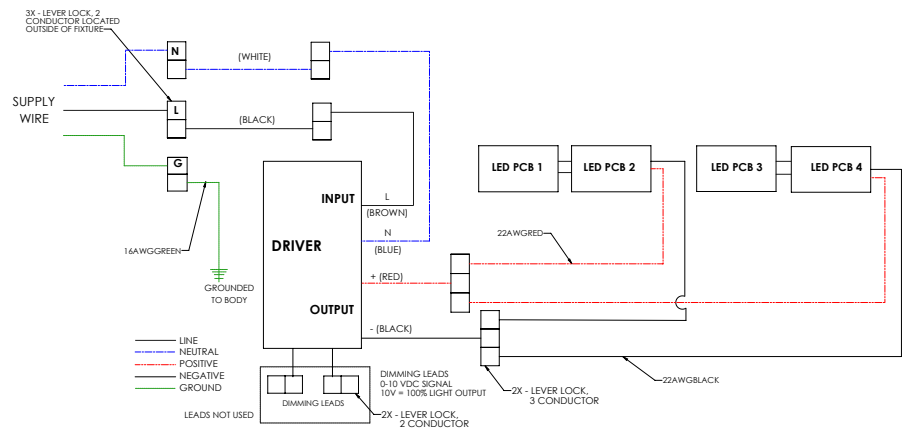 3X - LEVER LOCK, 2
CONDUCTOR LOCATED
OUTSIDE OF FIXTURE
N
(WHITE)
SUPPLY
WIRE
L
(BLACK)
G
16AWGGREEN
GROUNDED
TO BODY
INPUT
DRIVER
OUTPUT
L
(BROWN)
N
(BLUE)
+ (RED)
- (BLACK)
LED PCB 1
LED PCB 2
LED PCB 3
LED PCB 4
22AWGRED
22AWGBLACK
2X - LEVER LOCK,
3 CONDUCTOR
LINE
NEUTRAL
POSITIVE
NEGATIVE
GROUND
DIMMING LEADS
0-10 VDC SIGNAL
10V = 100% LIGHT OUTPUT
DIMMING LEADS
LEADS NOT USED
2X - LEVER LOCK,
2 CONDUCTOR